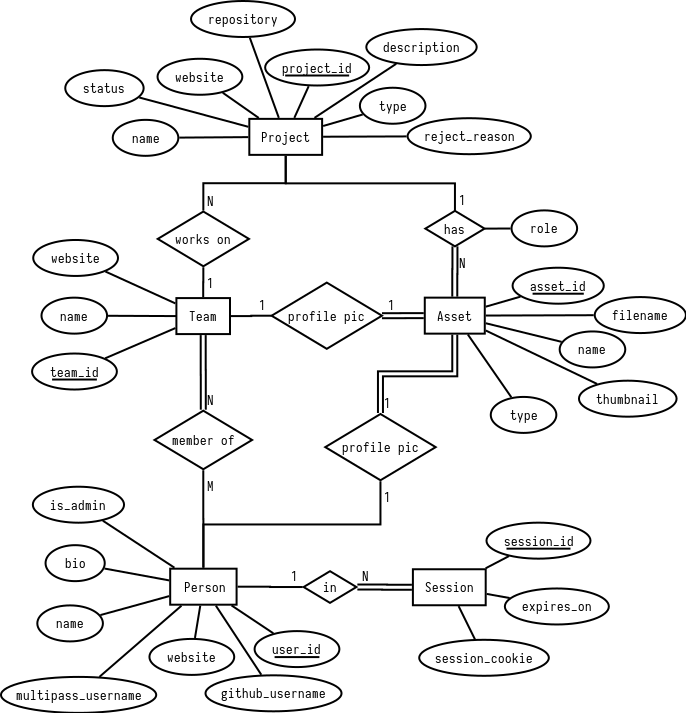 repository
description
project_id
website
status
type
name
reject_reason
Project
N
1
works on
has
role
website
1
N
asset_id
name
Team
1
profile pic
1
Asset
filename
name
team_id
thumbnail
N
1
type
member of
profile pic
M
1
is_admin
session_id
bio
Person
1
in
N
Session
expires_on
name
website
user_id
session_cookie
multipass_username
github_username